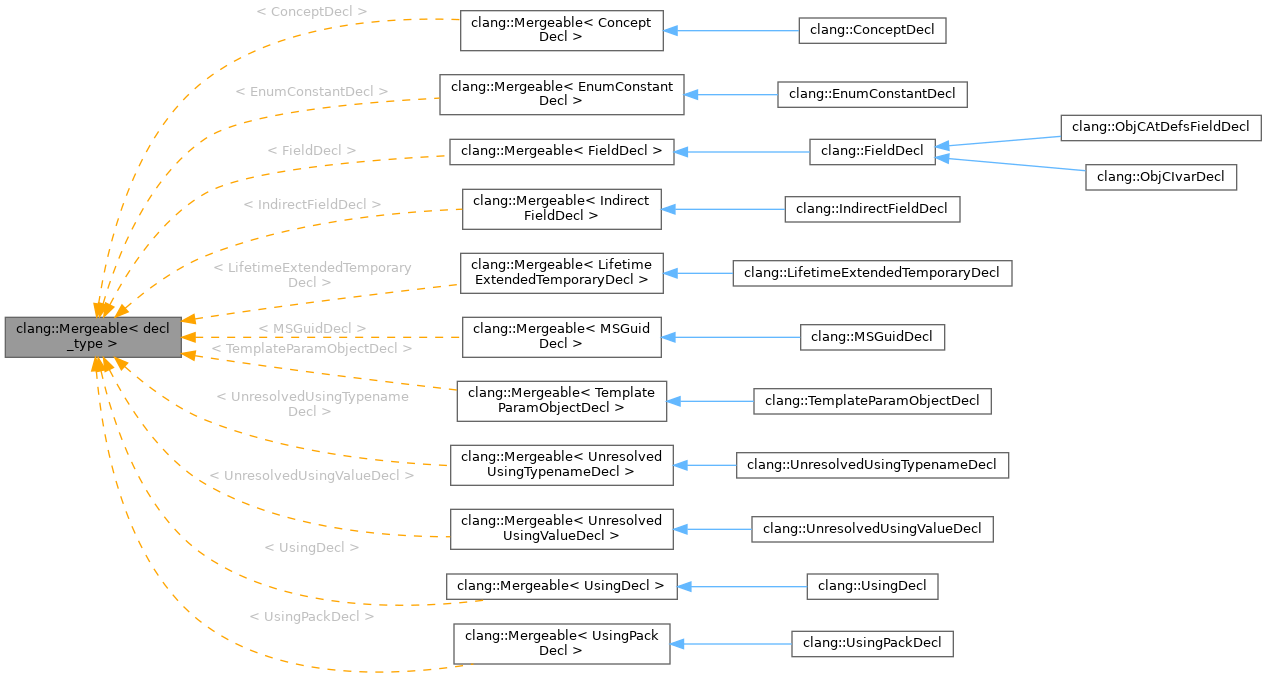 < ConceptDecl >
clang::Mergeable< Concept
Decl >
clang::ConceptDecl
< EnumConstantDecl >
clang::Mergeable< EnumConstant
Decl >
clang::EnumConstantDecl
< FieldDecl >
clang::Mergeable< FieldDecl >
clang::FieldDecl
clang::ObjCAtDefsFieldDecl
clang::ObjCIvarDecl
< IndirectFieldDecl >
clang::Mergeable< Indirect
FieldDecl >
clang::IndirectFieldDecl
< LifetimeExtendedTemporary
Decl >
clang::Mergeable< Lifetime
ExtendedTemporaryDecl >
clang::LifetimeExtendedTemporaryDecl
clang::Mergeable< decl
_type >
< MSGuidDecl >
clang::Mergeable< MSGuid
Decl >
clang::MSGuidDecl
< TemplateParamObjectDecl >
clang::Mergeable< Template
ParamObjectDecl >
clang::TemplateParamObjectDecl
< UnresolvedUsingTypename
Decl >
clang::Mergeable< Unresolved
UsingTypenameDecl >
clang::UnresolvedUsingTypenameDecl
< UnresolvedUsingValueDecl >
clang::Mergeable< Unresolved
UsingValueDecl >
clang::UnresolvedUsingValueDecl
< UsingDecl >
clang::Mergeable< UsingDecl >
clang::UsingDecl
< UsingPackDecl >
clang::Mergeable< UsingPack
Decl >
clang::UsingPackDecl